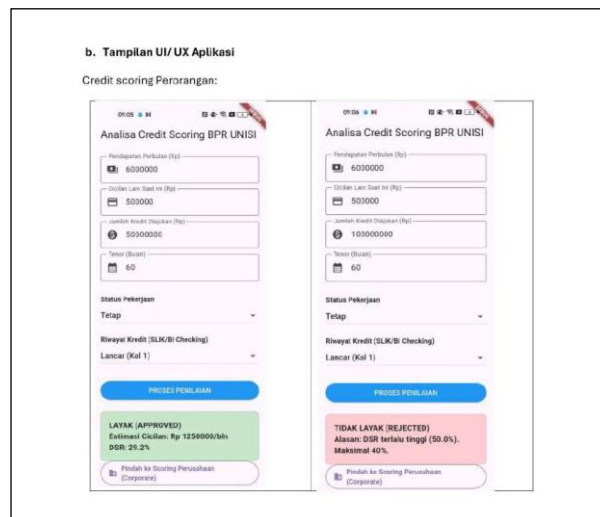 b. Tampilan UI/ UX Aplikasi
Credit scoring Perorangan:
09.05
Analisa Credit Scoring BPR UNISI
Pendapatan Perbulan (Rp)
6000000
Cicilan Lain Saat Ini (Rp)
500000
Jumlah Kredit Diajukan (Rp)
50000000
Tenor (Bulan)
60
Status Pekerjaan
Tetap
Riwayat Kredit (SLIK/BI Checking)
Lancar (Kol 1)
PROSES PENILAIAN
LAYAK (APPROVED)
Estimasi Cicilan: Rp 1250000/bln
DSR: 29.2%
Pindah ke Scoring Perusahaan
(Corporate)
09.06
Analisa Credit Scoring BPR UNISI
Pendapatan Perbulan (Rp)
6000000
Cicilan Lain Saat Ini (Rp)
500000
Jumlah Kredit Diajukan (Rp)
100000000
Tenor (Bulan)
60
Status Pekerjaan
Tetap
Riwayat Kredit (SLIK/BI Checking)
Lancar (Kol 1)
PROSES PENILAIAN
TIDAK LAYAK (REJECTED)
Alasan: DSR terlalu tinggi (50.0%).
Maksimal 40%.
Pindah ke Scoring Perusahaan
(Corporate)